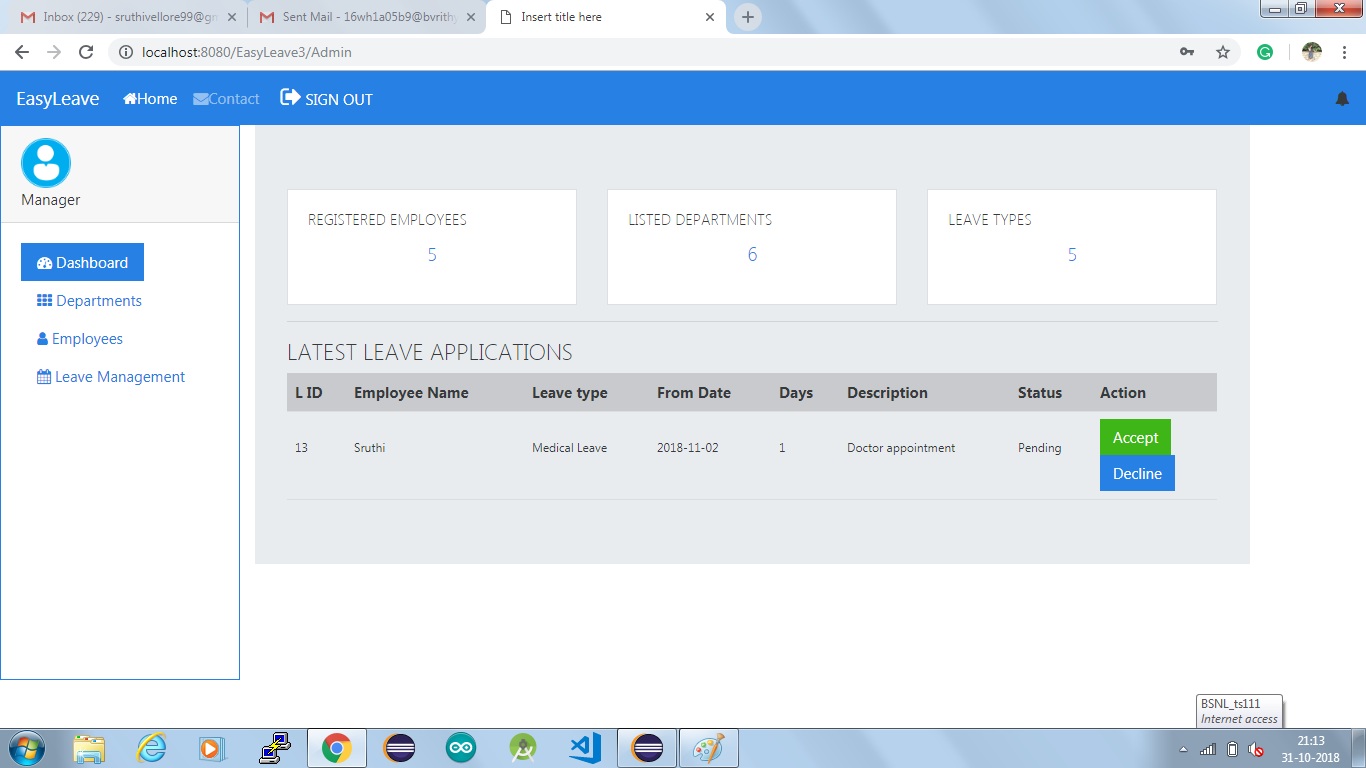 Inbox (229) - sruthivellore99@gm
Sent Mail - 16wh1a05b9@bvrithy
Insert title here
localhost:8080/EasyLeave3/Admin
EasyLeave Home Contact SIGN OUT
Manager
Dashboard
Departments
Employees
Leave Management
REGISTERED EMPLOYEES
5
LISTED DEPARTMENTS
6
LEAVE TYPES
5
LATEST LEAVE APPLICATIONS
L ID Employee Name Leave type From Date Days Description Status Action
13 Sruthi Medical Leave 2018-11-02 1 Doctor appointment Pending Accept
Decline
BSNL_ts111
Internet access
21:13
31-10-2018